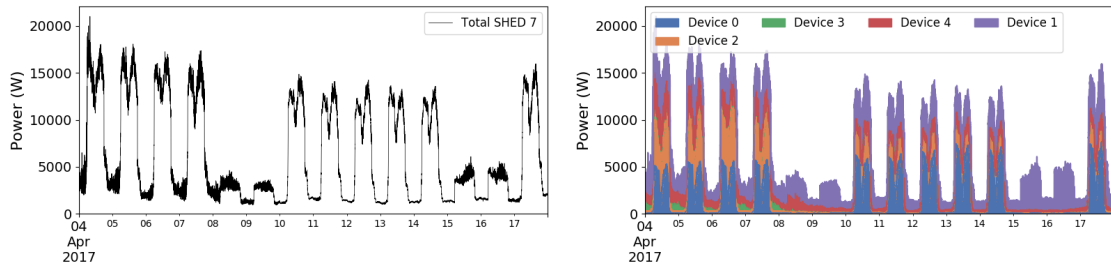 20000
15000
10000
5000
0
Power (W)
Total SHED 7
04 05 06 07 08 09 10 11 12 13 14 15 16 17
Apr
2017
20000
15000
10000
5000
0
Power (W)
Device 0 Device 3 Device 4 Device 1
Device 2
04 05 06 07 08 09 10 11 12 13 14 15 16 17
Apr
2017